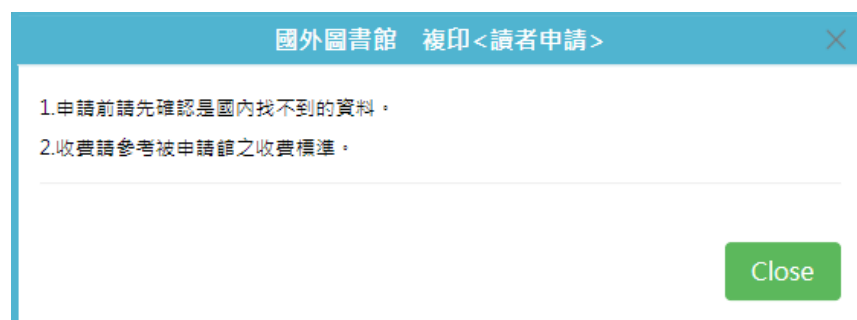 國外圖書館　複印<讀者申請>
1.申請前請先確認是國內找不到的資料。
2.收費請參考被申請館之收費標準。
Close